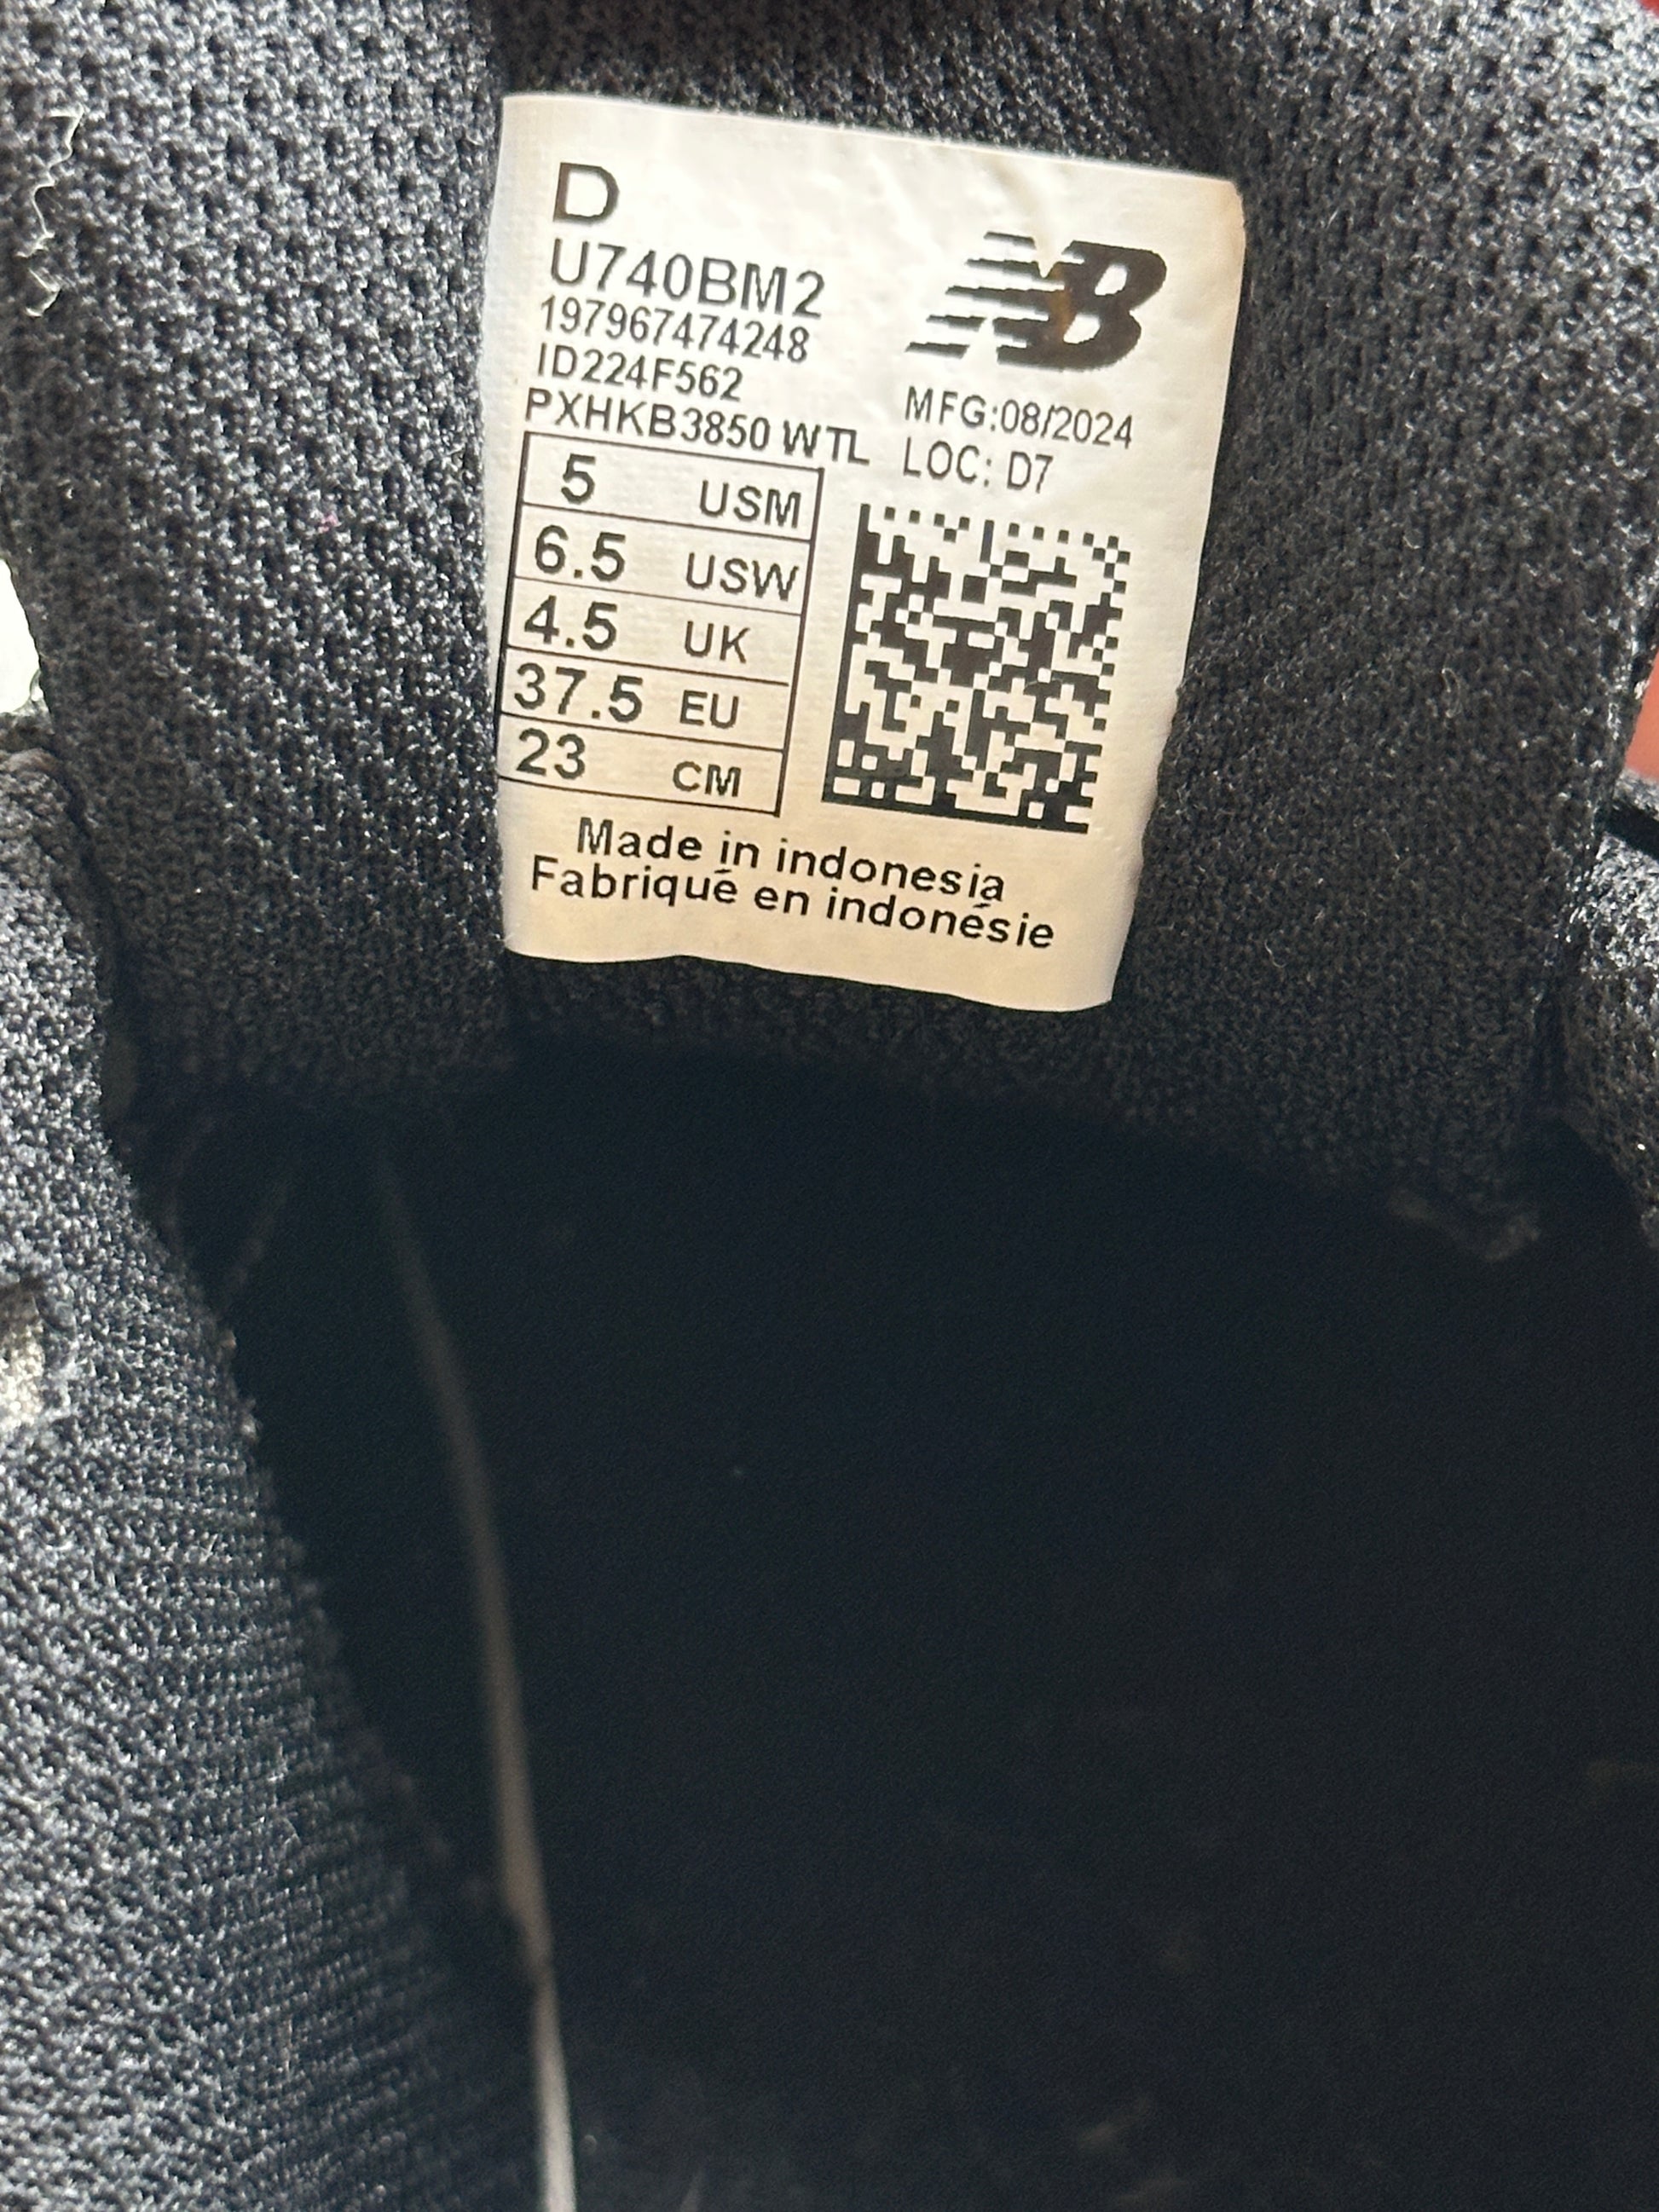 D
U740BM2
197967474248
ID224F562
PXHKB3850 WTL
NB
MFG:08/2024
LOC: D7
5 USM
6.5 USW
4.5 UK
37.5 EU
23 CM
Made in indonesia
Fabriqué en indonésie